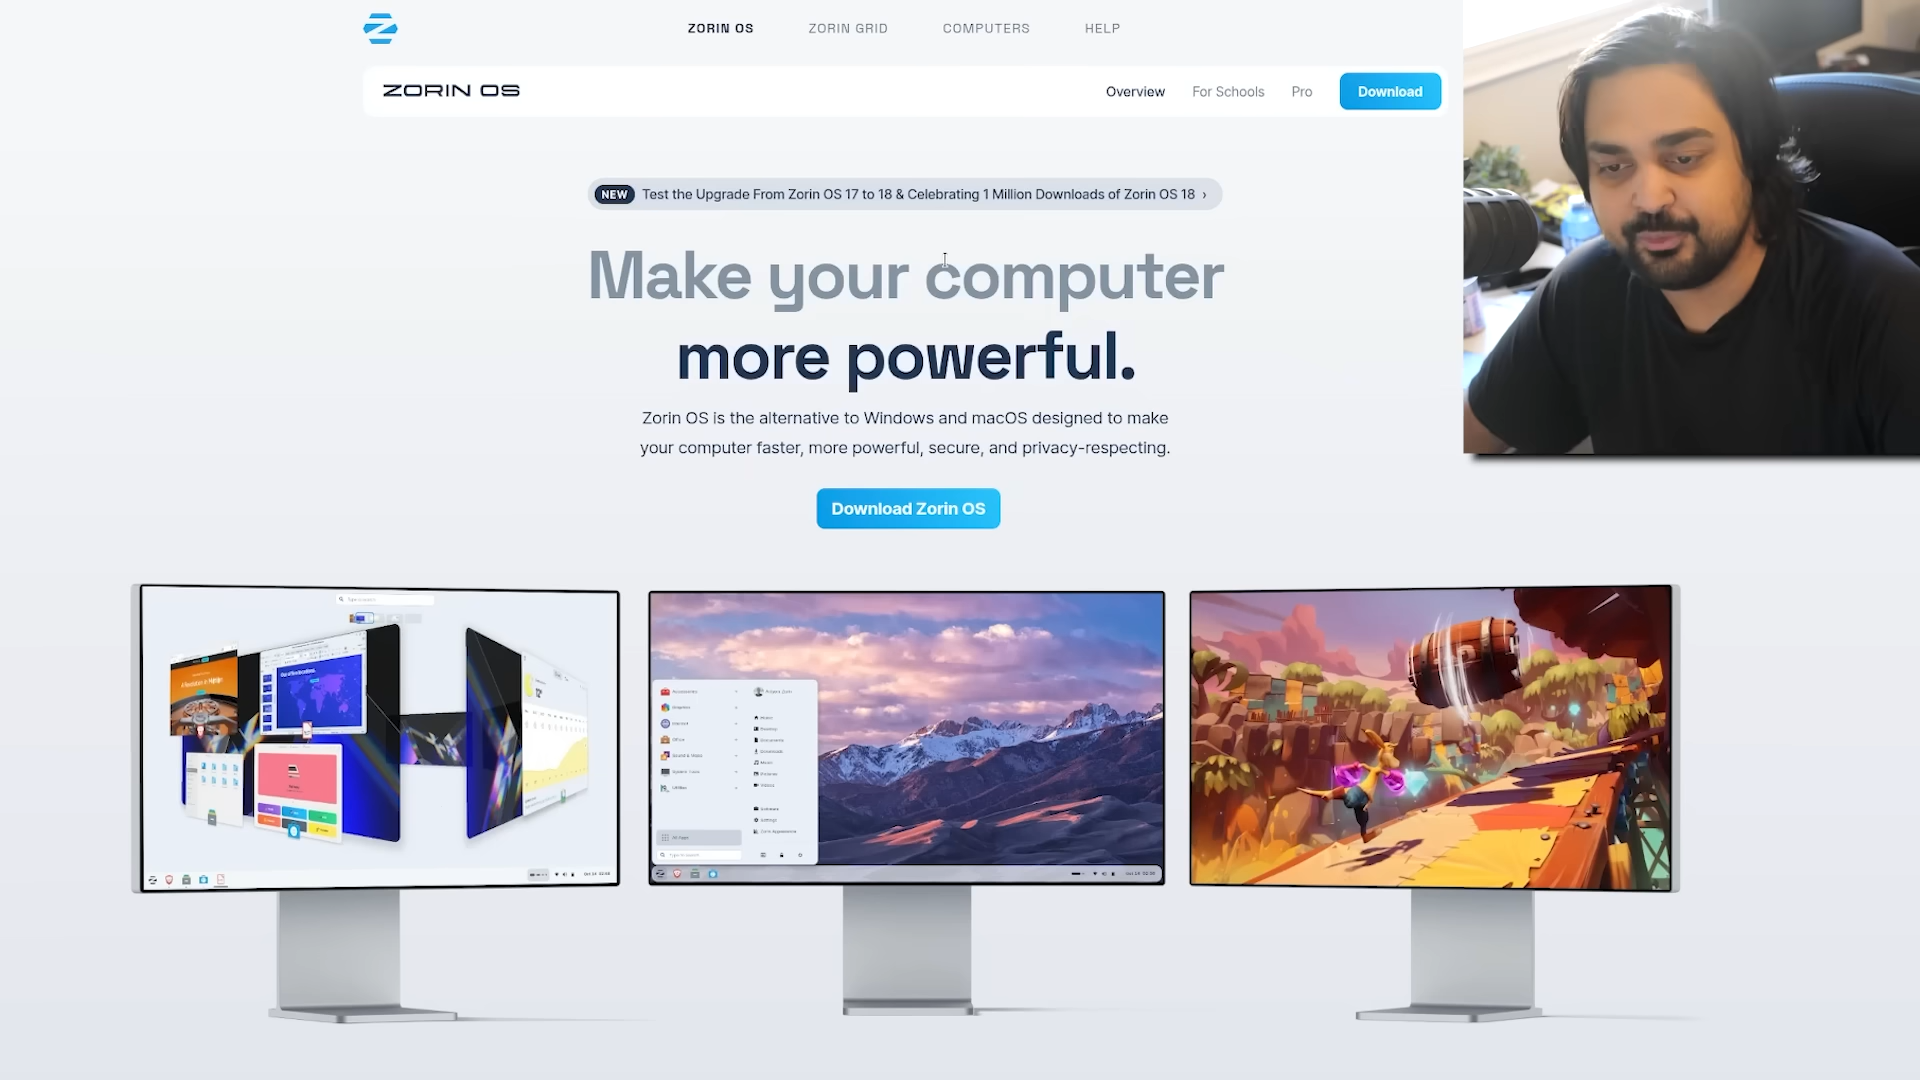 ZORIN OS
ZORIN GRID
COMPUTERS
HELP
ZORIN OS
Overview
For Schools
Pro
Download
NEW Test the Upgrade From Zorin OS 17 to 18 & Celebrating 1 Million Downloads of Zorin OS 18 ›
Make your computer
more powerful.
Zorin OS is the alternative to Windows and macOS designed to make
your computer faster, more powerful, secure, and privacy-respecting.
Download Zorin OS